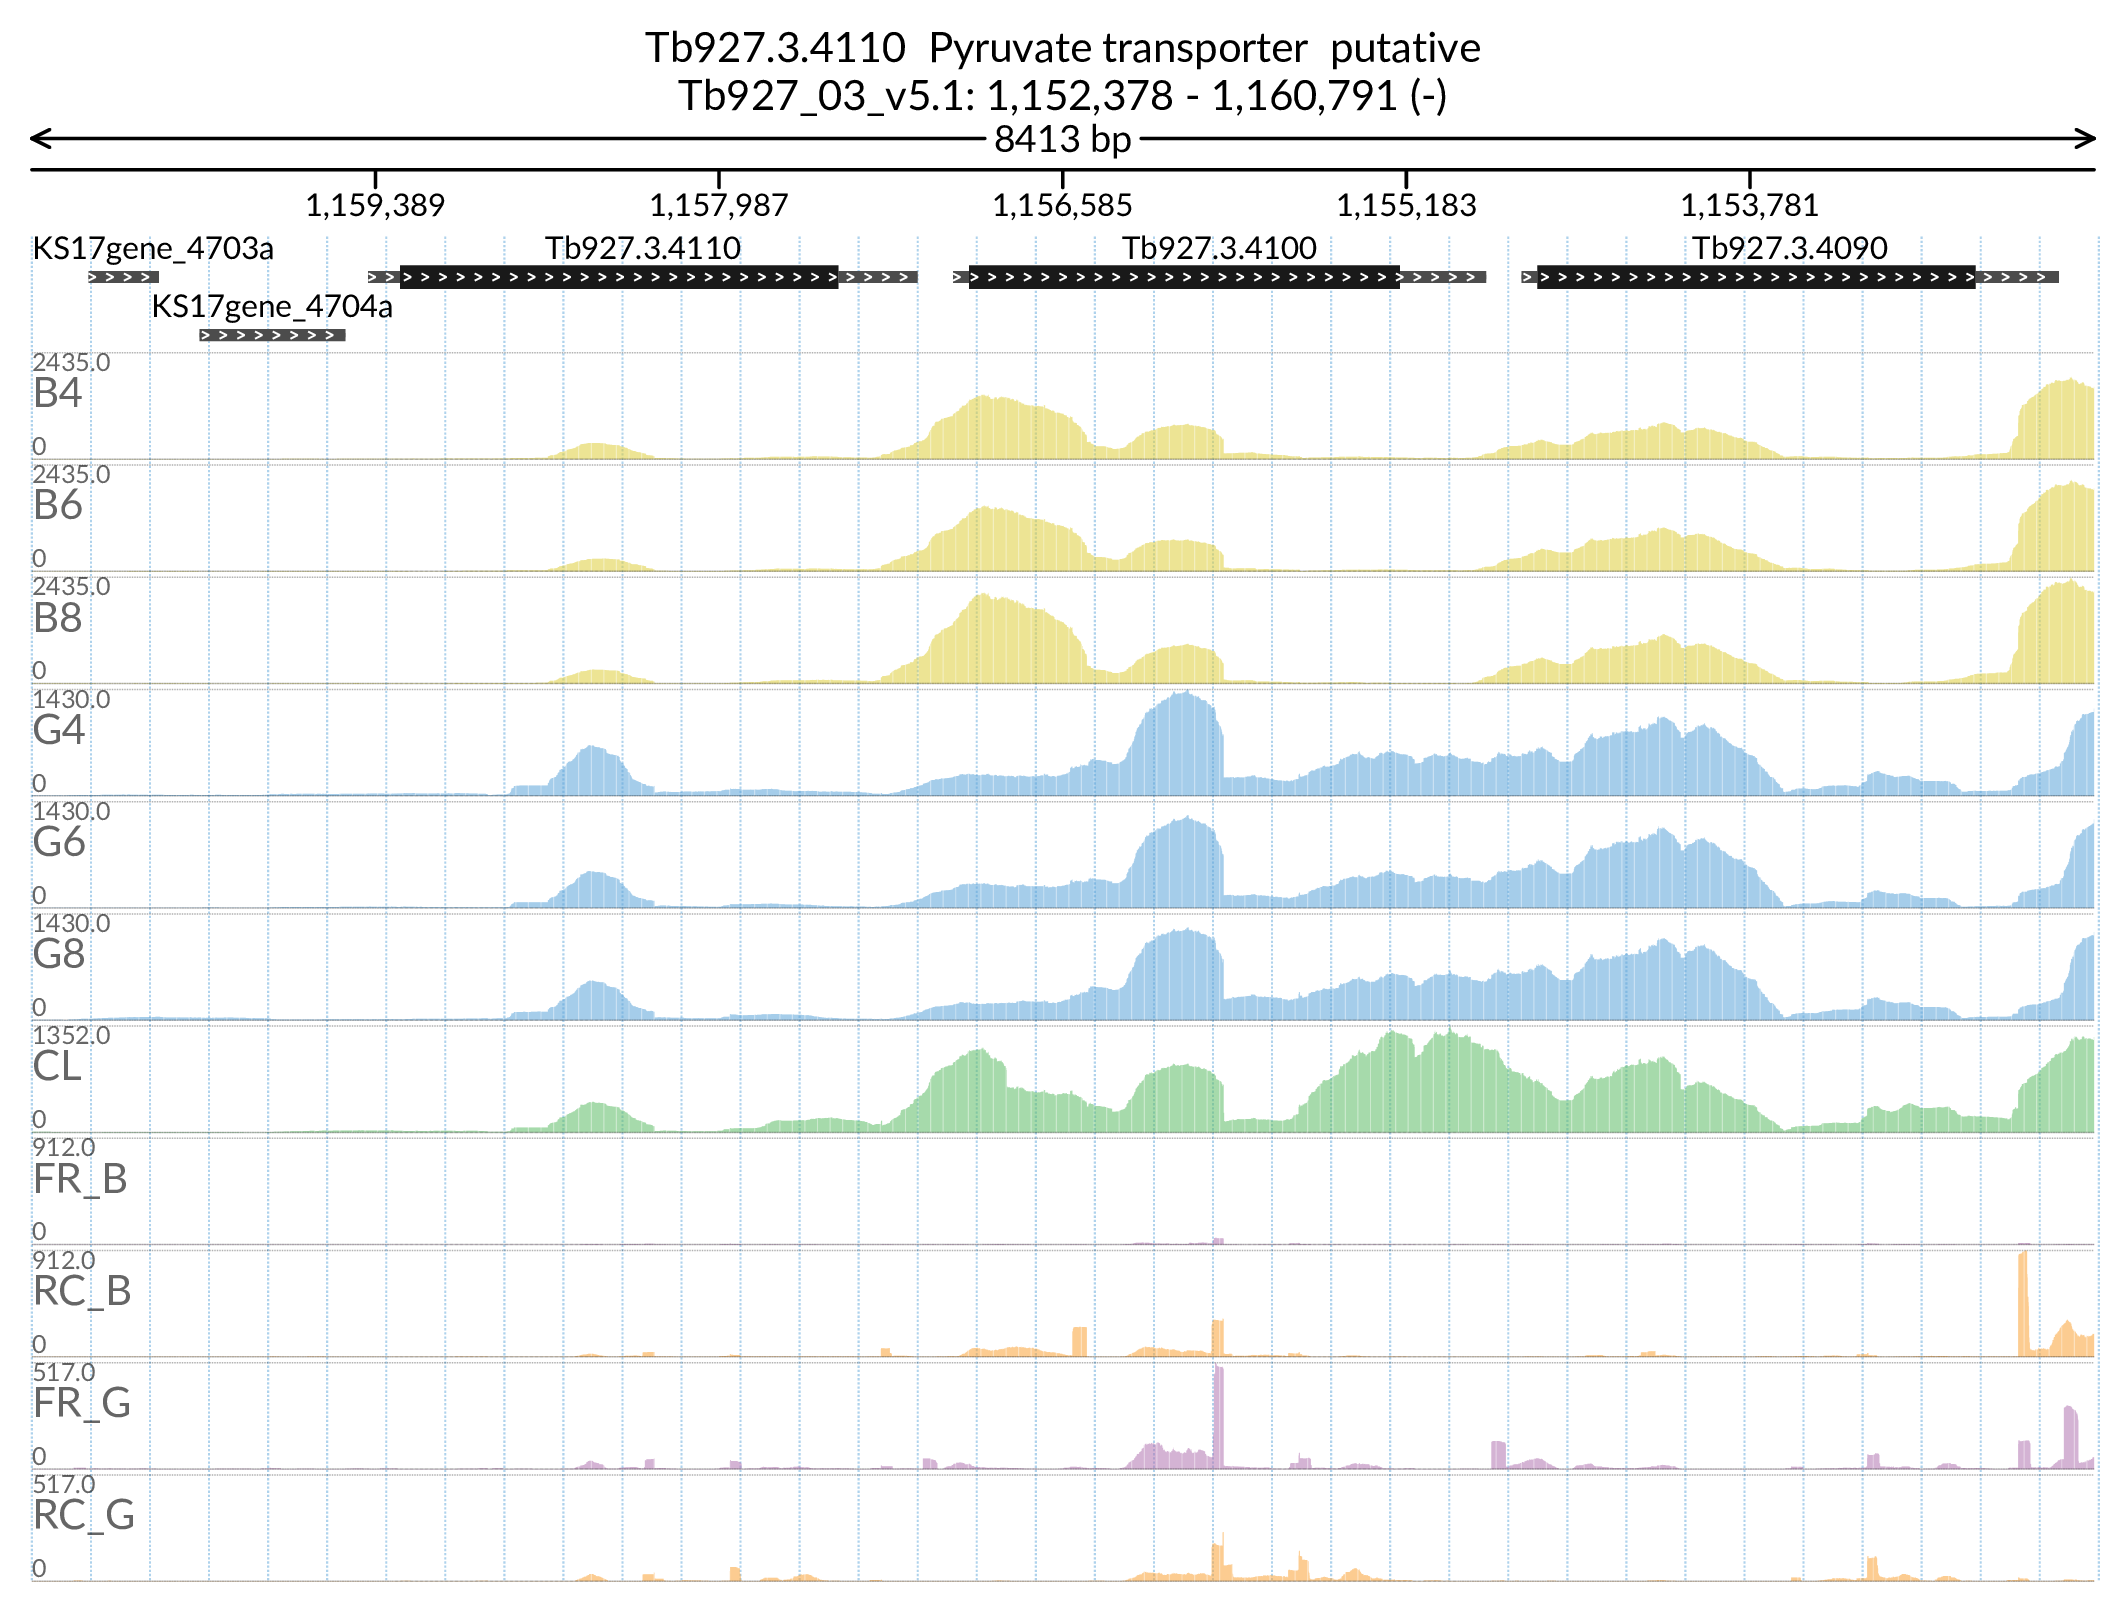 Tb927.3.4110  Pyruvate transporter  putative
Tb927_03_v5.1: 1,152,378 - 1,160,791 (-)
8413 bp
1,159,389 1,157,987 1,156,585 1,155,183 1,153,781
KS17gene_4703a Tb927.3.4110 Tb927.3.4100 Tb927.3.4090
KS17gene_4704a
2435.0
B4
0
2435.0
B6
0
2435.0
B8
0
1430.0
G4
0
1430.0
G6
0
1430.0
G8
0
1352.0
CL
0
912.0
FR_B
0
912.0
RC_B
0
517.0
FR_G
0
517.0
RC_G
0